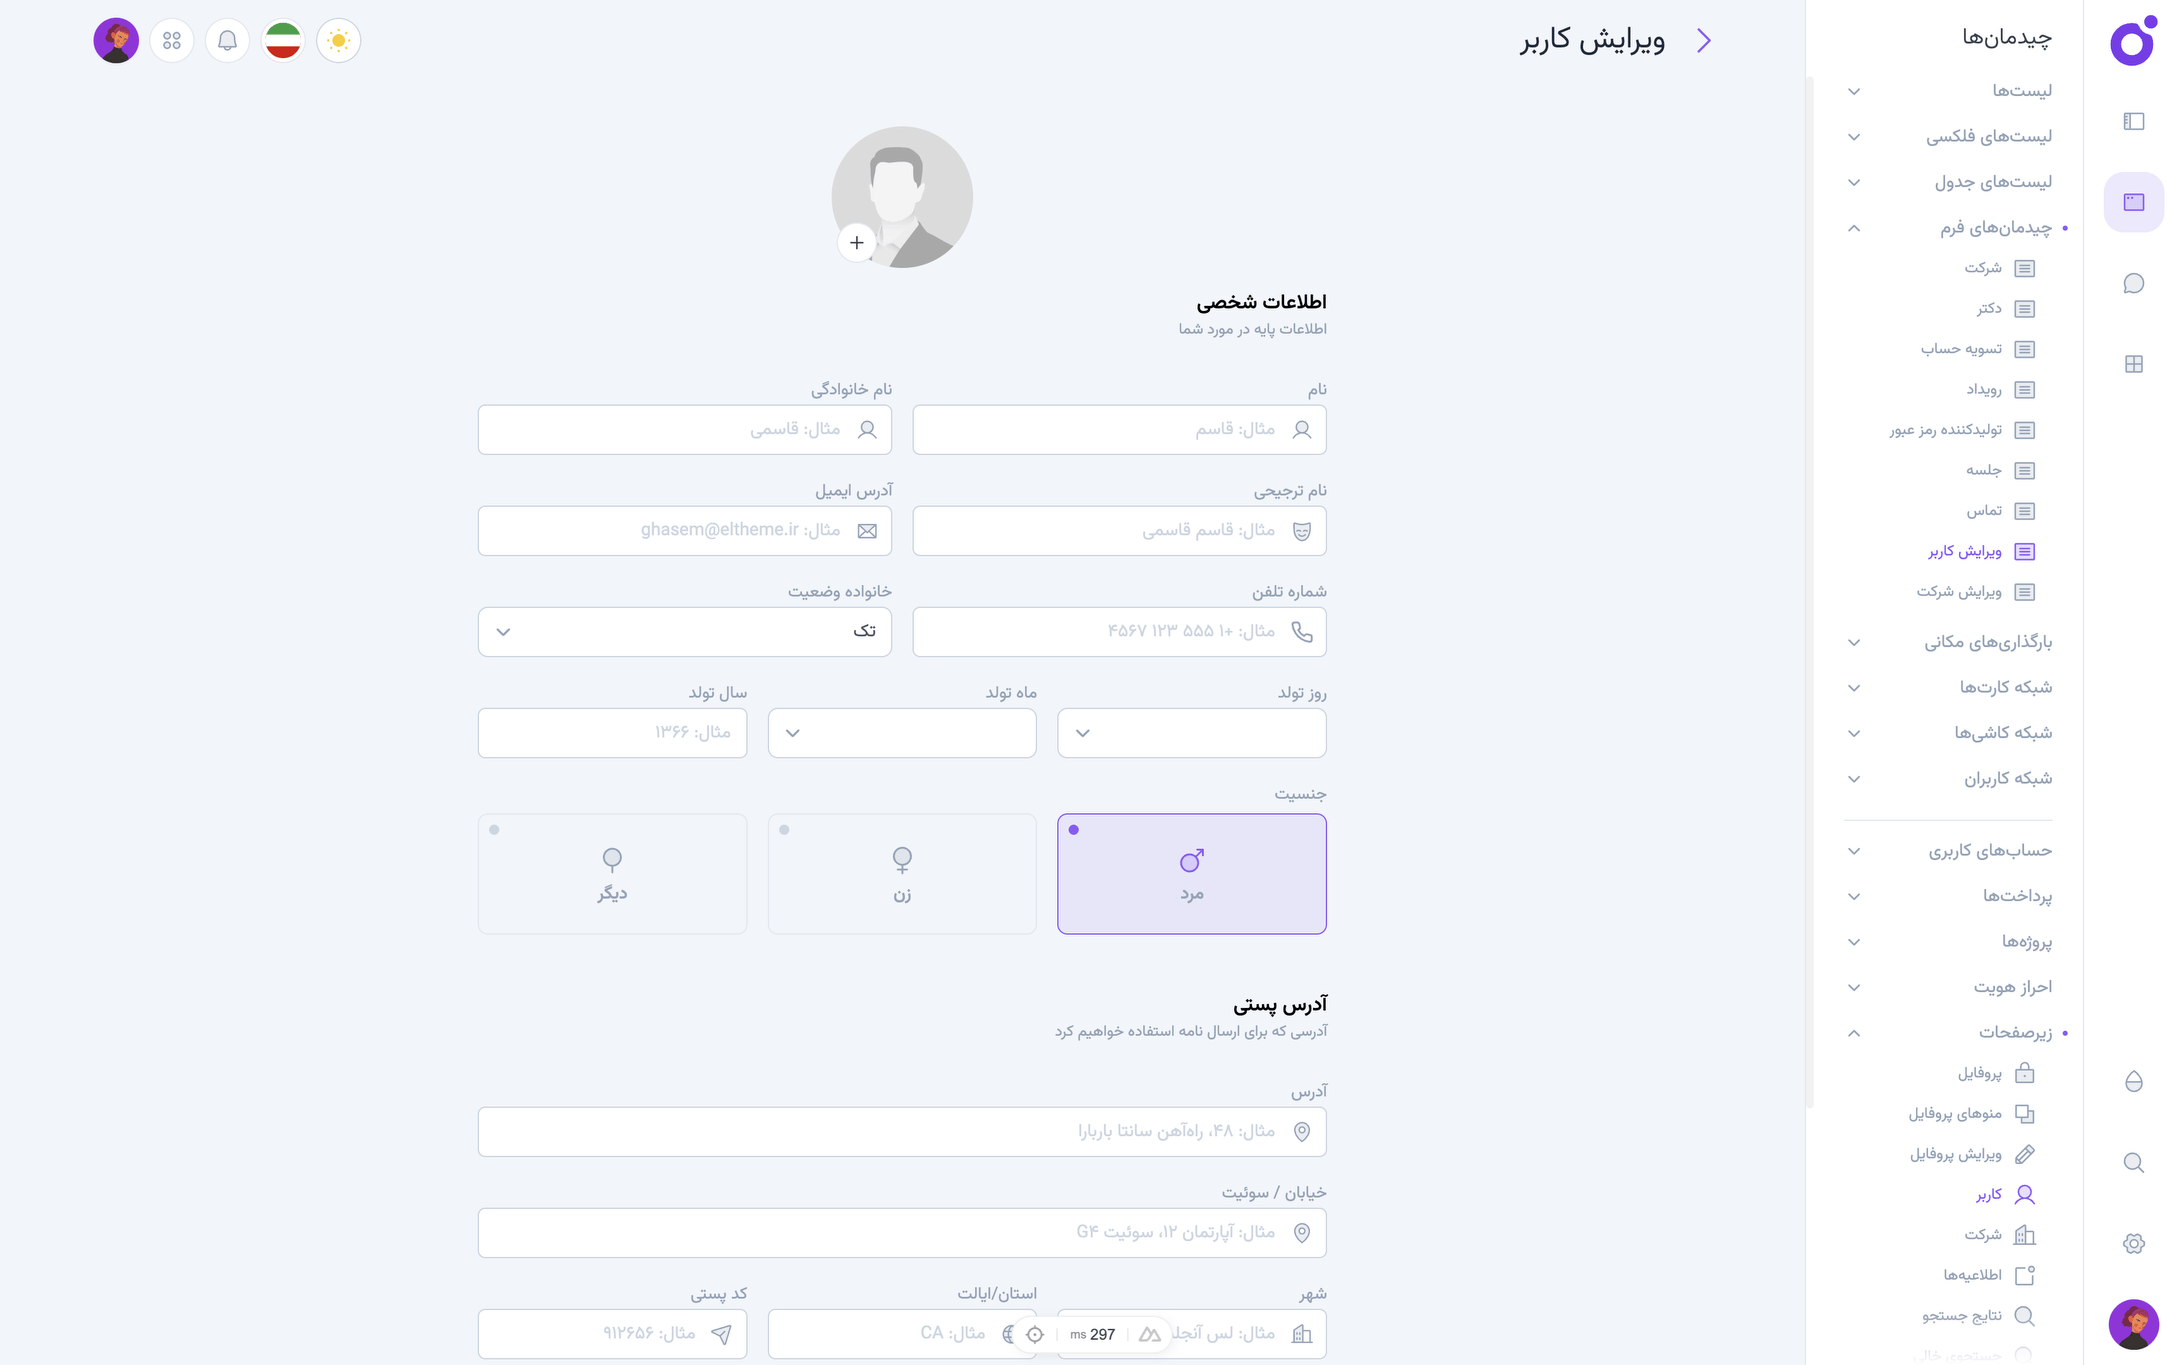 چیدمان‌ها
لیست‌ها
لیست‌های فلکسی
لیست‌های جدول
چیدمان‌های فرم
شرکت
دکتر
تسویه حساب
رویداد
تولیدکننده رمز عبور
جلسه
تماس
ویرایش کاربر
ویرایش شرکت
بارگذاری‌های مکانی
شبکه کارت‌ها
شبکه کاشی‌ها
شبکه کاربران
حساب‌های کاربری
پرداخت‌ها
پروژه‌ها
احراز هویت
زیرصفحات
پروفایل
منوهای پروفایل
ویرایش پروفایل
کاربر
شرکت
اطلاعیه‌ها
نتایج جستجو
جستجوی خالی
ویرایش کاربر
اطلاعات شخصی
اطلاعات پایه در مورد شما
نام
نام خانوادگی
مثال: قاسم
مثال: قاسمی
نام ترجیحی
آدرس ایمیل
مثال: قاسم قاسمی
مثال: ghasem@eltheme.ir
شماره تلفن
خانواده وضعیت
مثال: +۱ ۵۵۵ ۱۲۳ ۴۵۶۷
تک
روز تولد
ماه تولد
سال تولد
مثال: ۱۳۶۶
جنسیت
مرد
زن
دیگر
آدرس پستی
آدرسی که برای ارسال نامه استفاده خواهیم کرد
آدرس
مثال: ۴۸، راه‌آهن سانتا باربارا
خیابان / سوئیت
مثال: آپارتمان ۱۲، سوئیت G۴
شهر
استان/ایالت
کد پستی
مثال: لس آنجل
مثال: CA
مثال: ۹۱۲۶۵۶
297 ms